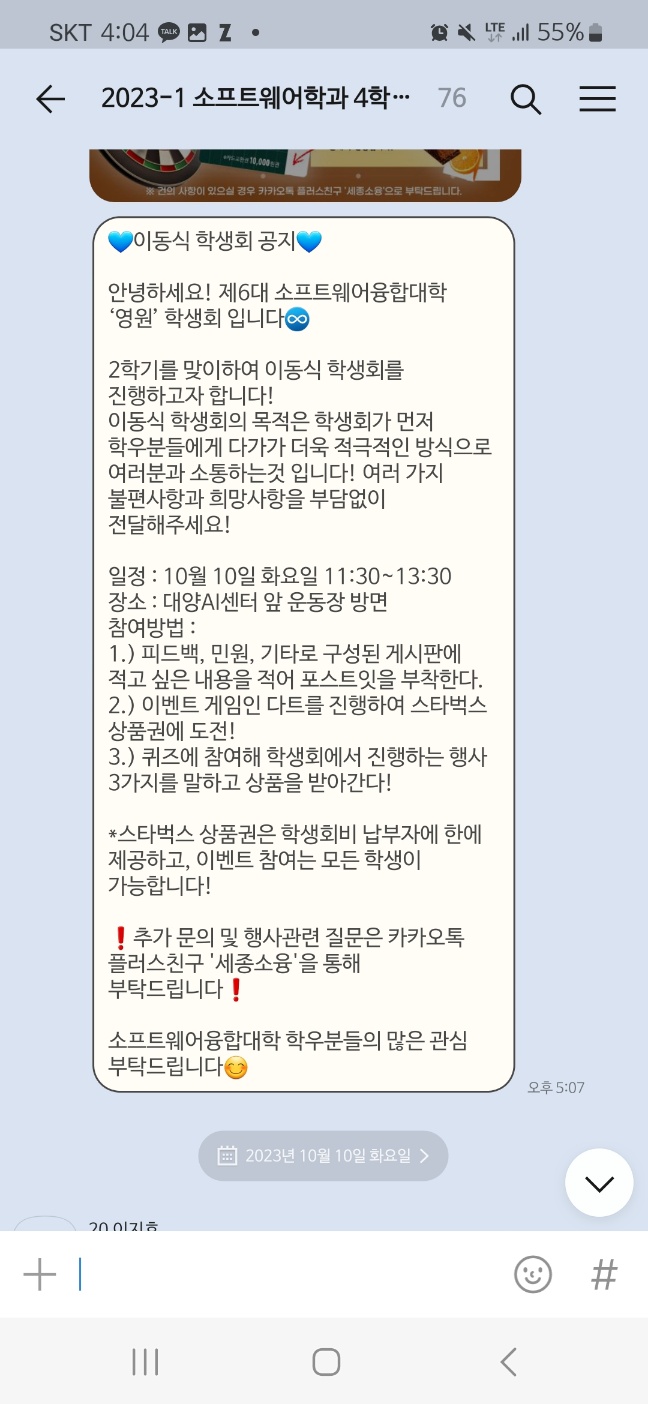 SKT 4:04 TALK Z LTE 55%
2023-1 소프트웨어학과 4학… 76
10,000원
※ 건의 사항이 있으실 경우 카카오톡 플러스친구 '세종소융'으로 부탁드립니다.
💙이동식 학생회 공지💙
안녕하세요! 제6대 소프트웨어융합대학
‘영원’ 학생회 입니다♾
2학기를 맞이하여 이동식 학생회를
진행하고자 합니다!
이동식 학생회의 목적은 학생회가 먼저
학우분들에게 다가가 더욱 적극적인 방식으로
여러분과 소통하는것 입니다! 여러 가지
불편사항과 희망사항을 부담없이
전달해주세요!
일정 : 10월 10일 화요일 11:30~13:30
장소 : 대양AI센터 앞 운동장 방면
참여방법 :
1.) 피드백, 민원, 기타로 구성된 게시판에
적고 싶은 내용을 적어 포스트잇을 부착한다.
2.) 이벤트 게임인 다트를 진행하여 스타벅스
상품권에 도전!
3.) 퀴즈에 참여해 학생회에서 진행하는 행사
3가지를 말하고 상품을 받아간다!
*스타벅스 상품권은 학생회비 납부자에 한에
제공하고, 이벤트 참여는 모든 학생이
가능합니다!
❗추가 문의 및 행사관련 질문은 카카오톡
플러스친구 '세종소융'을 통해
부탁드립니다❗
소프트웨어융합대학 학우분들의 많은 관심
부탁드립니다😊
오후 5:07
2023년 10월 10일 화요일 >
20
#